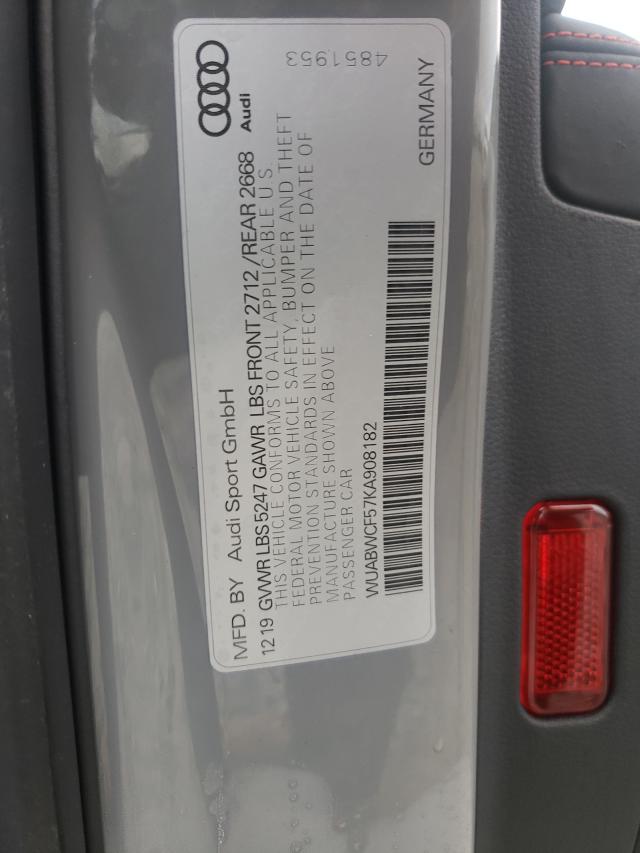 MFD. BY Audi Sport GmbH
12 19 GVWR LBS 5247 GAWR LBS FRONT 2712 / REAR 2668
THIS VEHICLE CONFORMS TO ALL APPLICABLE U.S.
FEDERAL MOTOR VEHICLE SAFETY, BUMPER AND THEFT
PREVENTION STANDARDS IN EFFECT ON THE DATE OF
MANUFACTURE SHOWN ABOVE
PASSENGER CAR
WUABWCF57KA908182
Audi
4851953
GERMANY